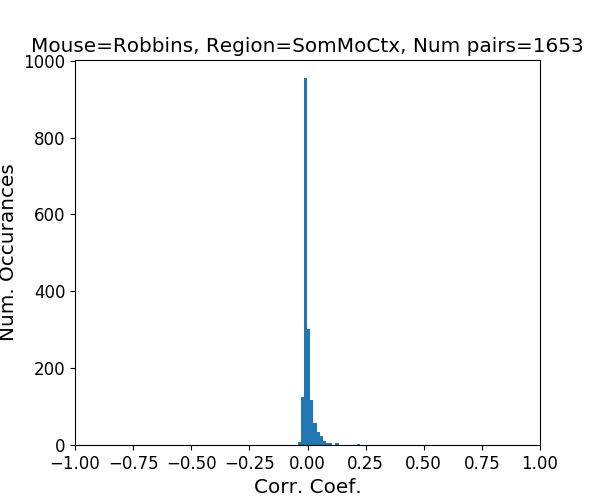 Mouse=Robbins, Region=SomMoCtx, Num pairs=1653
1000
800
600
400
200
0
Num. Occurances
−1.00 −0.75 −0.50 −0.25 0.00 0.25 0.50 0.75 1.00
Corr. Coef.